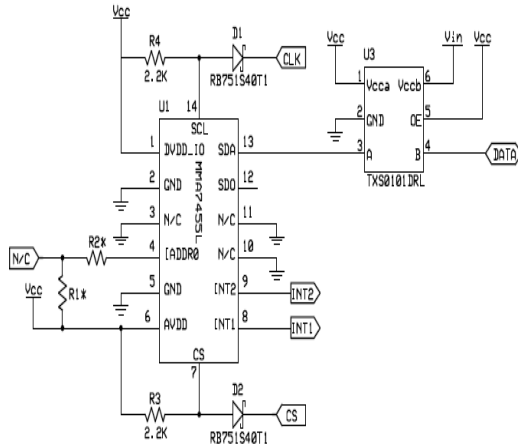 Vcc
R4
2.2K
D1
RB751S40T1
CLK
U3
Vcc
Vin
Vcc
1
Vcca
Vccb
6
2
GND
OE
5
3
A
B
4
TXS0101DRL
DATA
U1
14
SCL
MMA7455L
1
DVDD_IO
SDA
13
2
GND
SDO
12
3
N/C
N/C
11
4
IADDR0
N/C
10
5
GND
INT2
9
6
AVDD
INT1
8
CS
7
N/C
R2*
R1*
Vcc
INT2
INT1
R3
2.2K
D2
RB751S40T1
CS